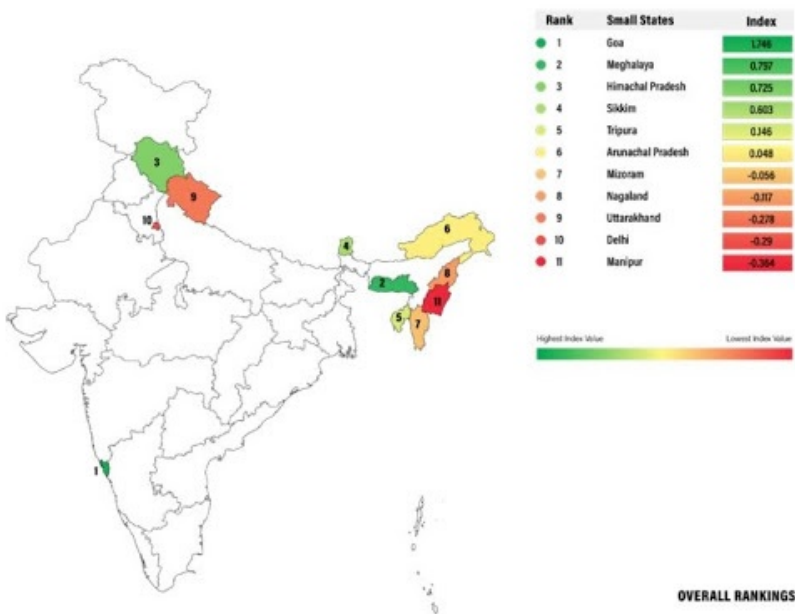 Rank Small States Index
1 Goa 1.746
2 Meghalaya 0.797
3 Himachal Pradesh 0.725
4 Sikkim 0.603
5 Tripura 0.146
6 Arunachal Pradesh 0.048
7 Mizoram -0.056
8 Nagaland -0.117
9 Uttarakhand -0.278
10 Delhi -0.29
11 Manipur -0.364
Highest Index Value Lowest Index Value
3
9
10
6
4
8
2
11
5
7
1
OVERALL RANKINGS